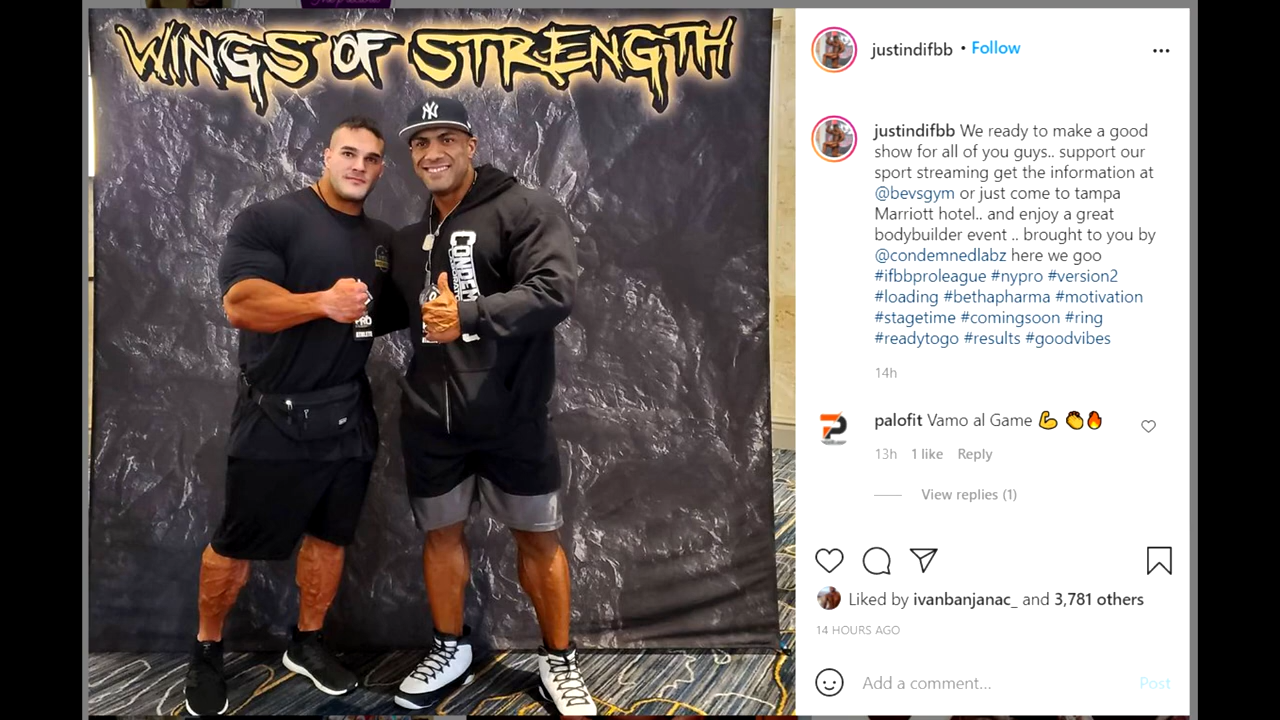 WINGS OF STRENGTH
NY
CONDEM
justindifbb • Follow
justindifbb We ready to make a good
show for all of you guys.. support our
sport streaming get the information at
@bevsgym or just come to tampa
Marriott hotel.. and enjoy a great
bodybuilder event .. brought to you by
@condemnedlabz here we goo
#ifbbproleague #nypro #version2
#loading #bethapharma #motivation
#stagetime #comingsoon #ring
#readytogo #results #goodvibes
14h
palofit Vamo al Game 💪 👏🔥
13h 1 like Reply
View replies (1)
Liked by ivanbanjanac_ and 3,781 others
14 HOURS AGO
Add a comment... Post